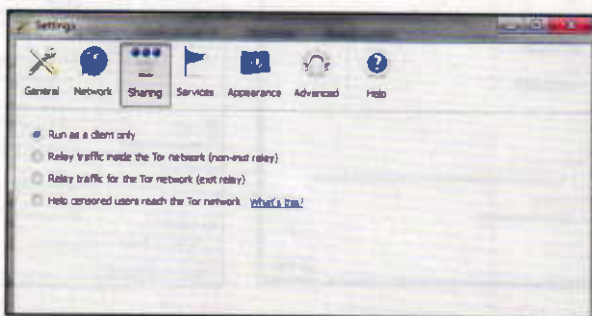 Settings
General Network Sharing Services Appearance Advanced Help
Run as a client only
Relay traffic inside the Tor network (non-exit relay)
Relay traffic for the Tor network (exit relay)
Help censored users reach the Tor network What's this?